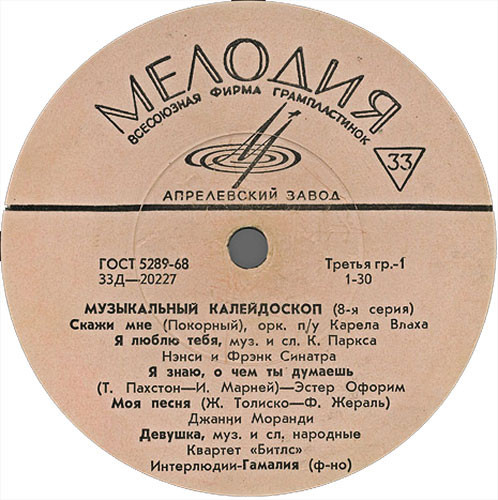 МЕЛОДИЯ
ВСЕСОЮЗНАЯ ФИРМА ГРАМПЛАСТИНОК
33
АПРЕЛЕВСКИЙ ЗАВОД
ГОСТ 5289-68 Третья гр.-1
33Д—20227 1-30
МУЗЫКАЛЬНЫЙ КАЛЕЙДОСКОП (8-я серия)
Скажи мне (Покорный), орк. п/у Карела Влаха
Я люблю тебя, муз. и сл. К. Паркса
Нэнси и Фрэнк Синатра
Я знаю, о чем ты думаешь
(Т. Пахстон—И. Марней)—Эстер Офорим
Моя песня (Ж. Толиско—Ф. Жераль)
Джанни Моранди
Девушка, муз. и сл. народные
Квартет «Битлс»
Интерлюдии-Гамалия (ф-но)